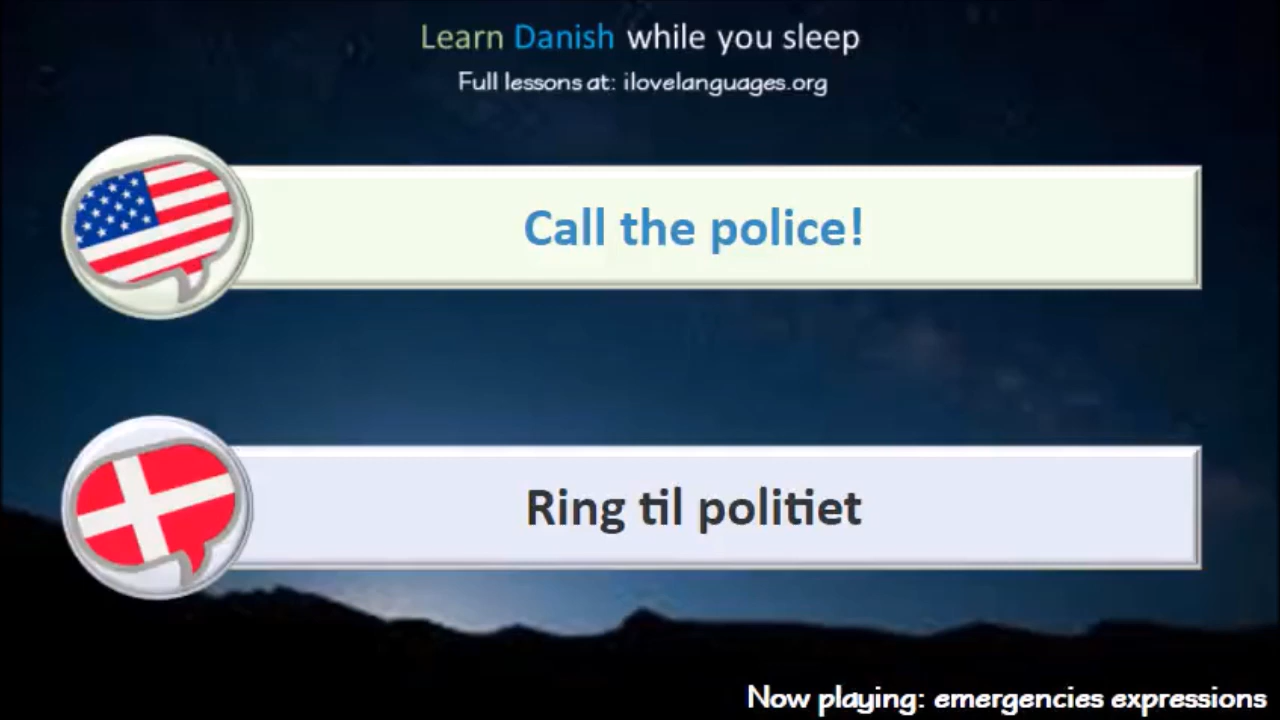 Learn Danish while you sleep
Full lessons at: ilovelanguages.org
Call the police!
Ring til politiet
Now playing: emergencies expressions